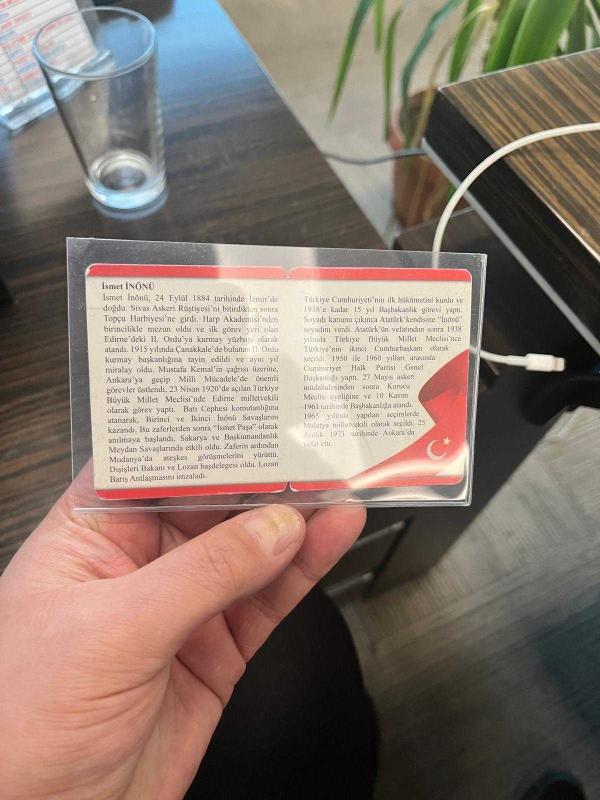 İsmet İNÖNÜ
İsmet İnönü, 24 Eylül 1884 tarihinde İzmir'de
doğdu. Sivas Askeri Rüştiyesi'ni bitirdikten sonra
Topçu Harbiyesi'ne girdi. Harp Akademisi'nden
birincilikle mezun oldu ve ilk görev yeri olan
Edirne'deki II. Ordu'ya kurmay yüzbaşı olarak
atandı. 1915 yılında Çanakkale'de bulunan II. Ordu
kurmay başkanlığına tayin edildi ve aynı yıl
miralay oldu. Mustafa Kemal'in çağrısı üzerine,
Ankara'ya geçip Milli Mücadele'de önemli
görevler üstlendi. 23 Nisan 1920'de açılan Türkiye
Büyük Millet Meclisi'nde Edirne milletvekili
olarak görev yaptı. Batı Cephesi komutanlığına
atanarak, Birinci ve İkinci İnönü Savaşlarını
kazandı. Bu zaferlerden sonra "İsmet Paşa" olarak
anılmaya başlandı. Sakarya ve Başkumandanlık
Meydan Savaşlarında etkili oldu. Zaferin ardından
Mudanya'da ateşkes görüşmelerini yürüttü.
Dışişleri Bakanı ve Lozan başdelegesi oldu. Lozan
Barış Antlaşmasını imzaladı.
Türkiye Cumhuriyeti'nin ilk hükümetini kurdu ve
1938'e kadar 15 yıl Başbakanlık görevi yaptı.
Soyadı kanunu çıkınca Atatürk kendisine "İnönü"
soyadını verdi. Atatürk'ün vefatından sonra 1938
yılında Türkiye Büyük Millet Meclisi'nce
Türkiye'nin ikinci Cumhurbaşkanı olarak
seçildi. 1950 ile 1960 yılları arasında
Cumhuriyet Halk Partisi Genel
Başkanlığı yaptı. 27 Mayıs askeri
müdahalesinden sonra Kurucu
Meclis üyeliğine ve 10 Kasım
1961 tarihinde Başbakanlığa atandı.
1965 yılında yapılan seçimlerde
Malatya milletvekili olarak seçildi. 25
Aralık 1973 tarihinde Ankara'da
vefat etti.